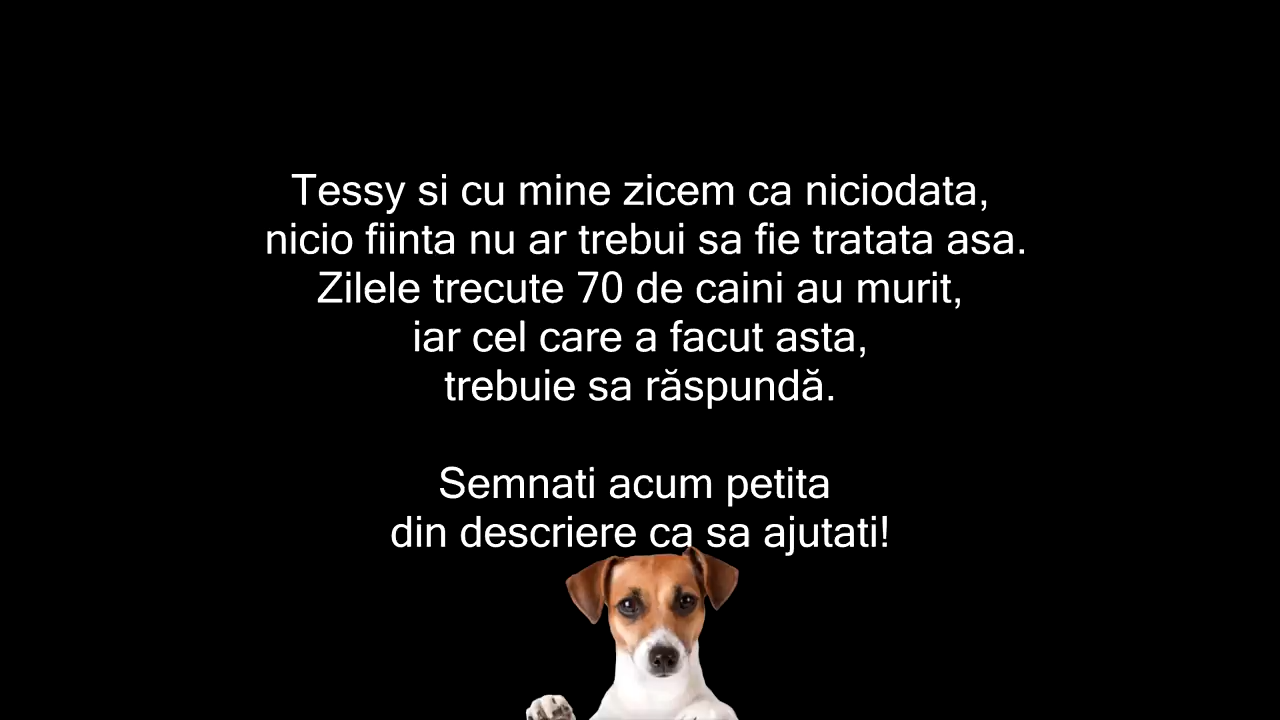 Tessy si cu mine zicem ca niciodata,
nicio fiinta nu ar trebui sa fie tratata asa.
Zilele trecute 70 de caini au murit,
iar cel care a facut asta,
trebuie sa răspundă.
Semnati acum petita
din descriere ca sa ajutati!